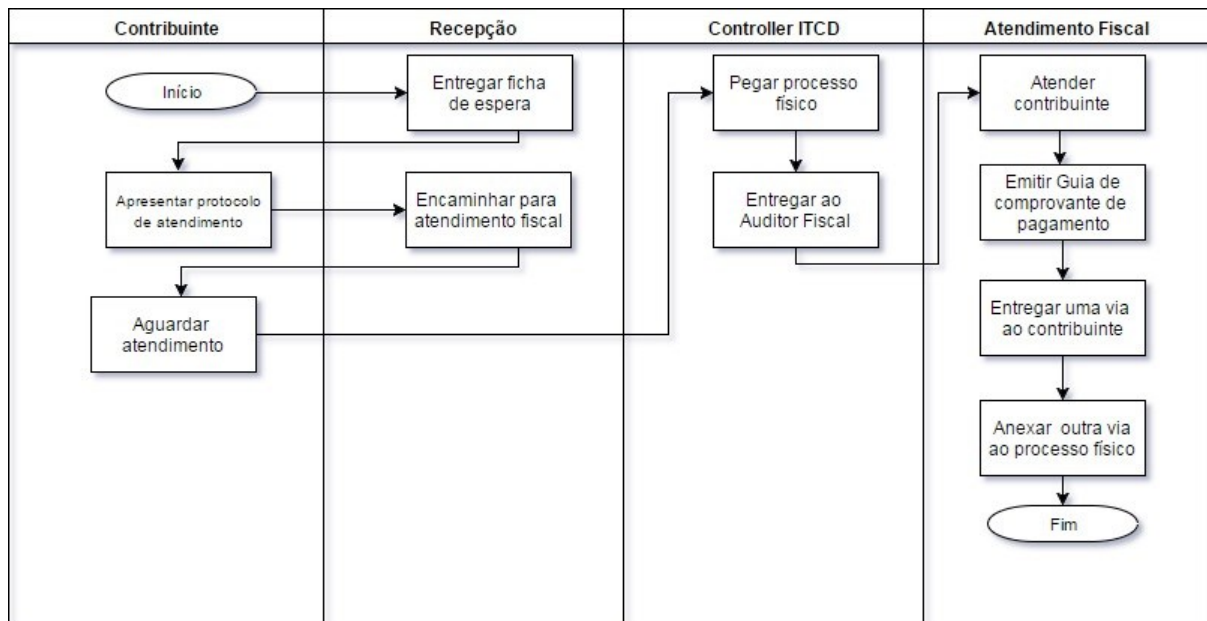 Contribuinte
Recepção
Controller ITCD
Atendimento Fiscal
Início
Entregar ficha
de espera
Apresentar protocolo
de atendimento
Encaminhar para
atendimento fiscal
Aguardar
atendimento
Pegar processo
físico
Entregar ao
Auditor Fiscal
Atender
contribuinte
Emitir Guia de
comprovante de
pagamento
Entregar uma via
ao contribuinte
Anexar outra via
ao processo físico
Fim